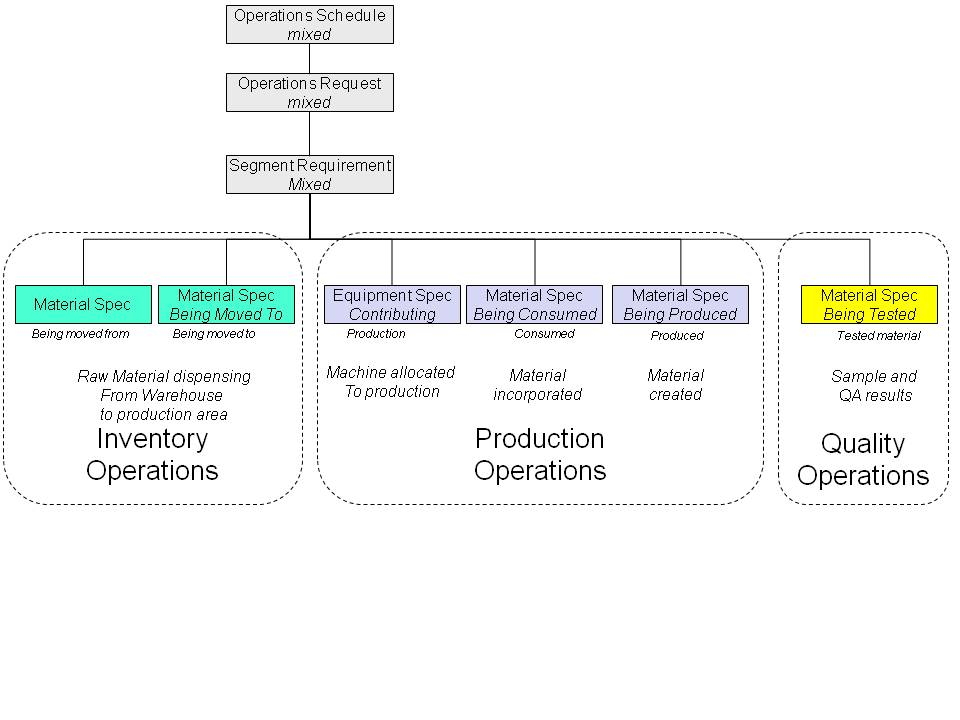 Operations Schedule
mixed
Operations Request
mixed
Segment Requirement
Mixed
Material Spec
Being moved from
Material Spec
Being Moved To
Being moved to
Raw Material dispensing
From Warehouse
to production area
Inventory
Operations
Equipment Spec
Contributing
Production
Machine allocated
To production
Material Spec
Being Consumed
Consumed
Material
incorporated
Material Spec
Being Produced
Produced
Material
created
Production
Operations
Material Spec
Being Tested
Tested material
Sample and
QA results
Quality
Operations